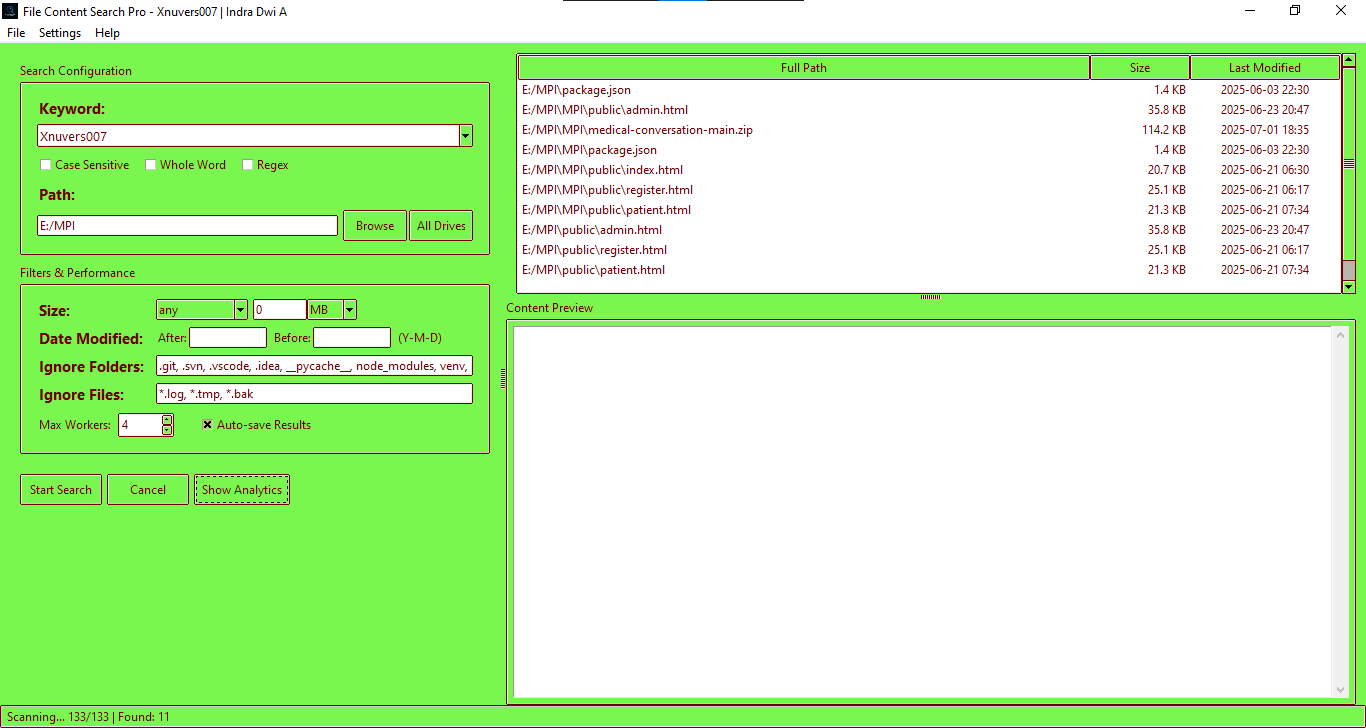 File Content Search Pro - Xnuvers007 | Indra Dwi A
File Settings Help
Search Configuration
Keyword:
Xnuvers007
Case Sensitive Whole Word Regex
Path:
E:/MPI Browse All Drives
Filters & Performance
Size: any 0 MB
Date Modified: After: Before: (Y-M-D)
Ignore Folders: .git, .svn, .vscode, .idea, __pycache__, node_modules, venv,
Ignore Files: *.log, *.tmp, *.bak
Max Workers: 4 Auto-save Results
Start Search Cancel Show Analytics
Full Path Size Last Modified
E:/MPI\package.json 1.4 KB 2025-06-03 22:30
E:/MPI\MPI\public\admin.html 35.8 KB 2025-06-23 20:47
E:/MPI\MPI\medical-conversation-main.zip 114.2 KB 2025-07-01 18:35
E:/MPI\MPI\package.json 1.4 KB 2025-06-03 22:30
E:/MPI\MPI\public\index.html 20.7 KB 2025-06-21 06:30
E:/MPI\MPI\public\register.html 25.1 KB 2025-06-21 06:17
E:/MPI\MPI\public\patient.html 21.3 KB 2025-06-21 07:34
E:/MPI\public\admin.html 35.8 KB 2025-06-23 20:47
E:/MPI\public\register.html 25.1 KB 2025-06-21 06:17
E:/MPI\public\patient.html 21.3 KB 2025-06-21 07:34
Content Preview
Scanning... 133/133 | Found: 11